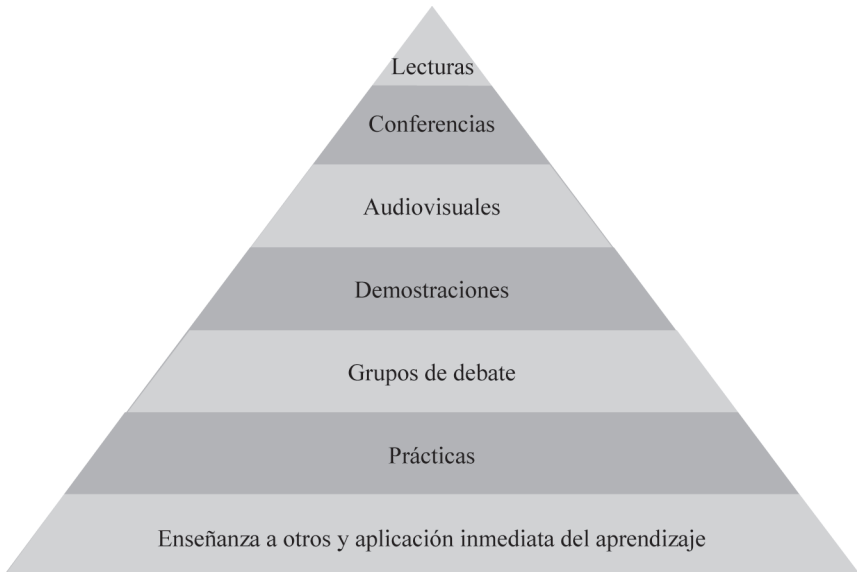 Lecturas
Conferencias
Audiovisuales
Demostraciones
Grupos de debate
Prácticas
Enseñanza a otros y aplicación inmediata del aprendizaje